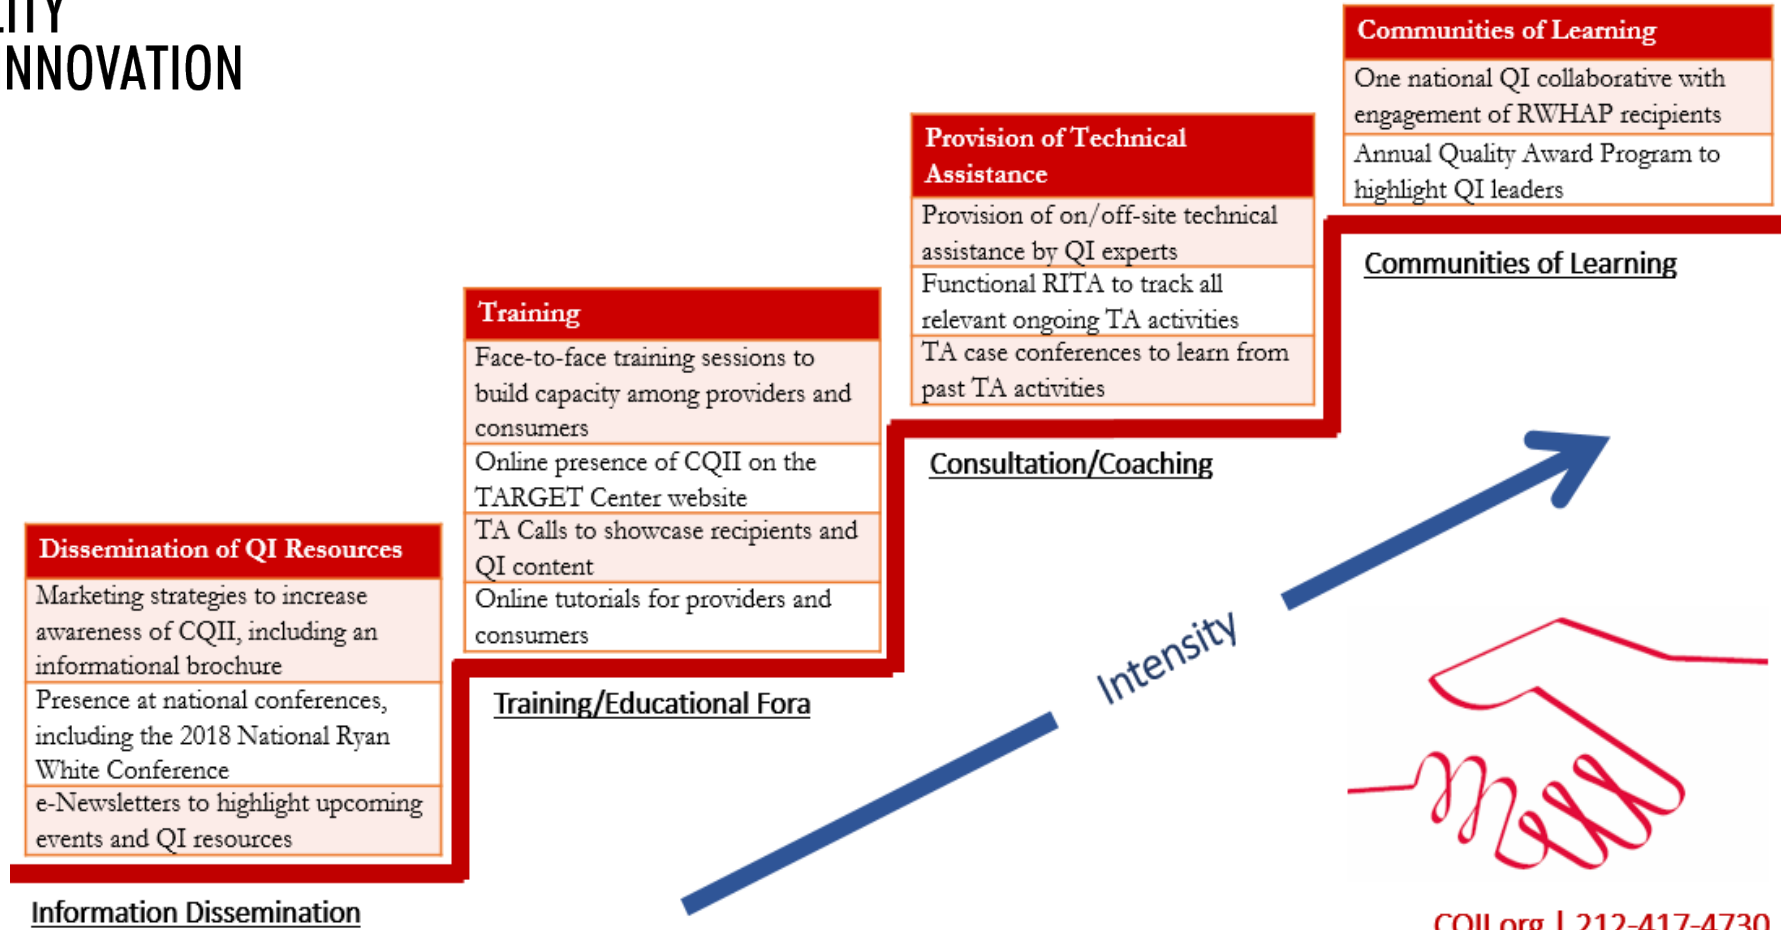 INNOVATION
Communities of Learning
One national QI collaborative with
engagement of RWHAP recipients
Annual Quality Award Program to
highlight QI leaders
Communities of Learning
Provision of Technical
Assistance
Provision of on/off-site technical
assistance by QI experts
Functional RITA to track all
relevant ongoing TA activities
TA case conferences to learn from
past TA activities
Consultation/Coaching
Training
Face-to-face training sessions to
build capacity among providers and
consumers
Online presence of CQII on the
TARGET Center website
TA Calls to showcase recipients and
QI content
Online tutorials for providers and
consumers
Training/Educational Fora
Dissemination of QI Resources
Marketing strategies to increase
awareness of CQII, including an
informational brochure
Presence at national conferences,
including the 2018 National Ryan
White Conference
e-Newsletters to highlight upcoming
events and QI resources
Information Dissemination
Intensity
CQII.org | 212-417-4730